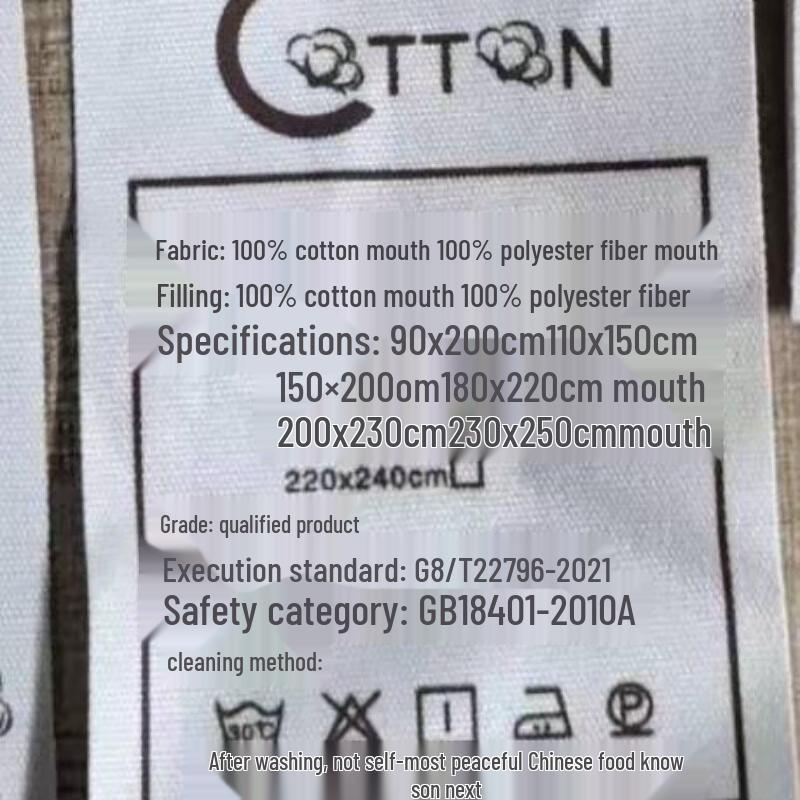 COTTON
Fabric: 100% cotton mouth 100% polyester fiber mouth
Filling: 100% cotton mouth 100% polyester fiber
Specifications: 90x200cm110x150cm
150×200om180x220cm mouth
200x230cm230x250cmmouth
220x240cm
Grade: qualified product
Execution standard: G8/T22796-2021
Safety category: GB18401-2010A
cleaning method:
30℃ P
After washing, not self-most peaceful Chinese food know
son next